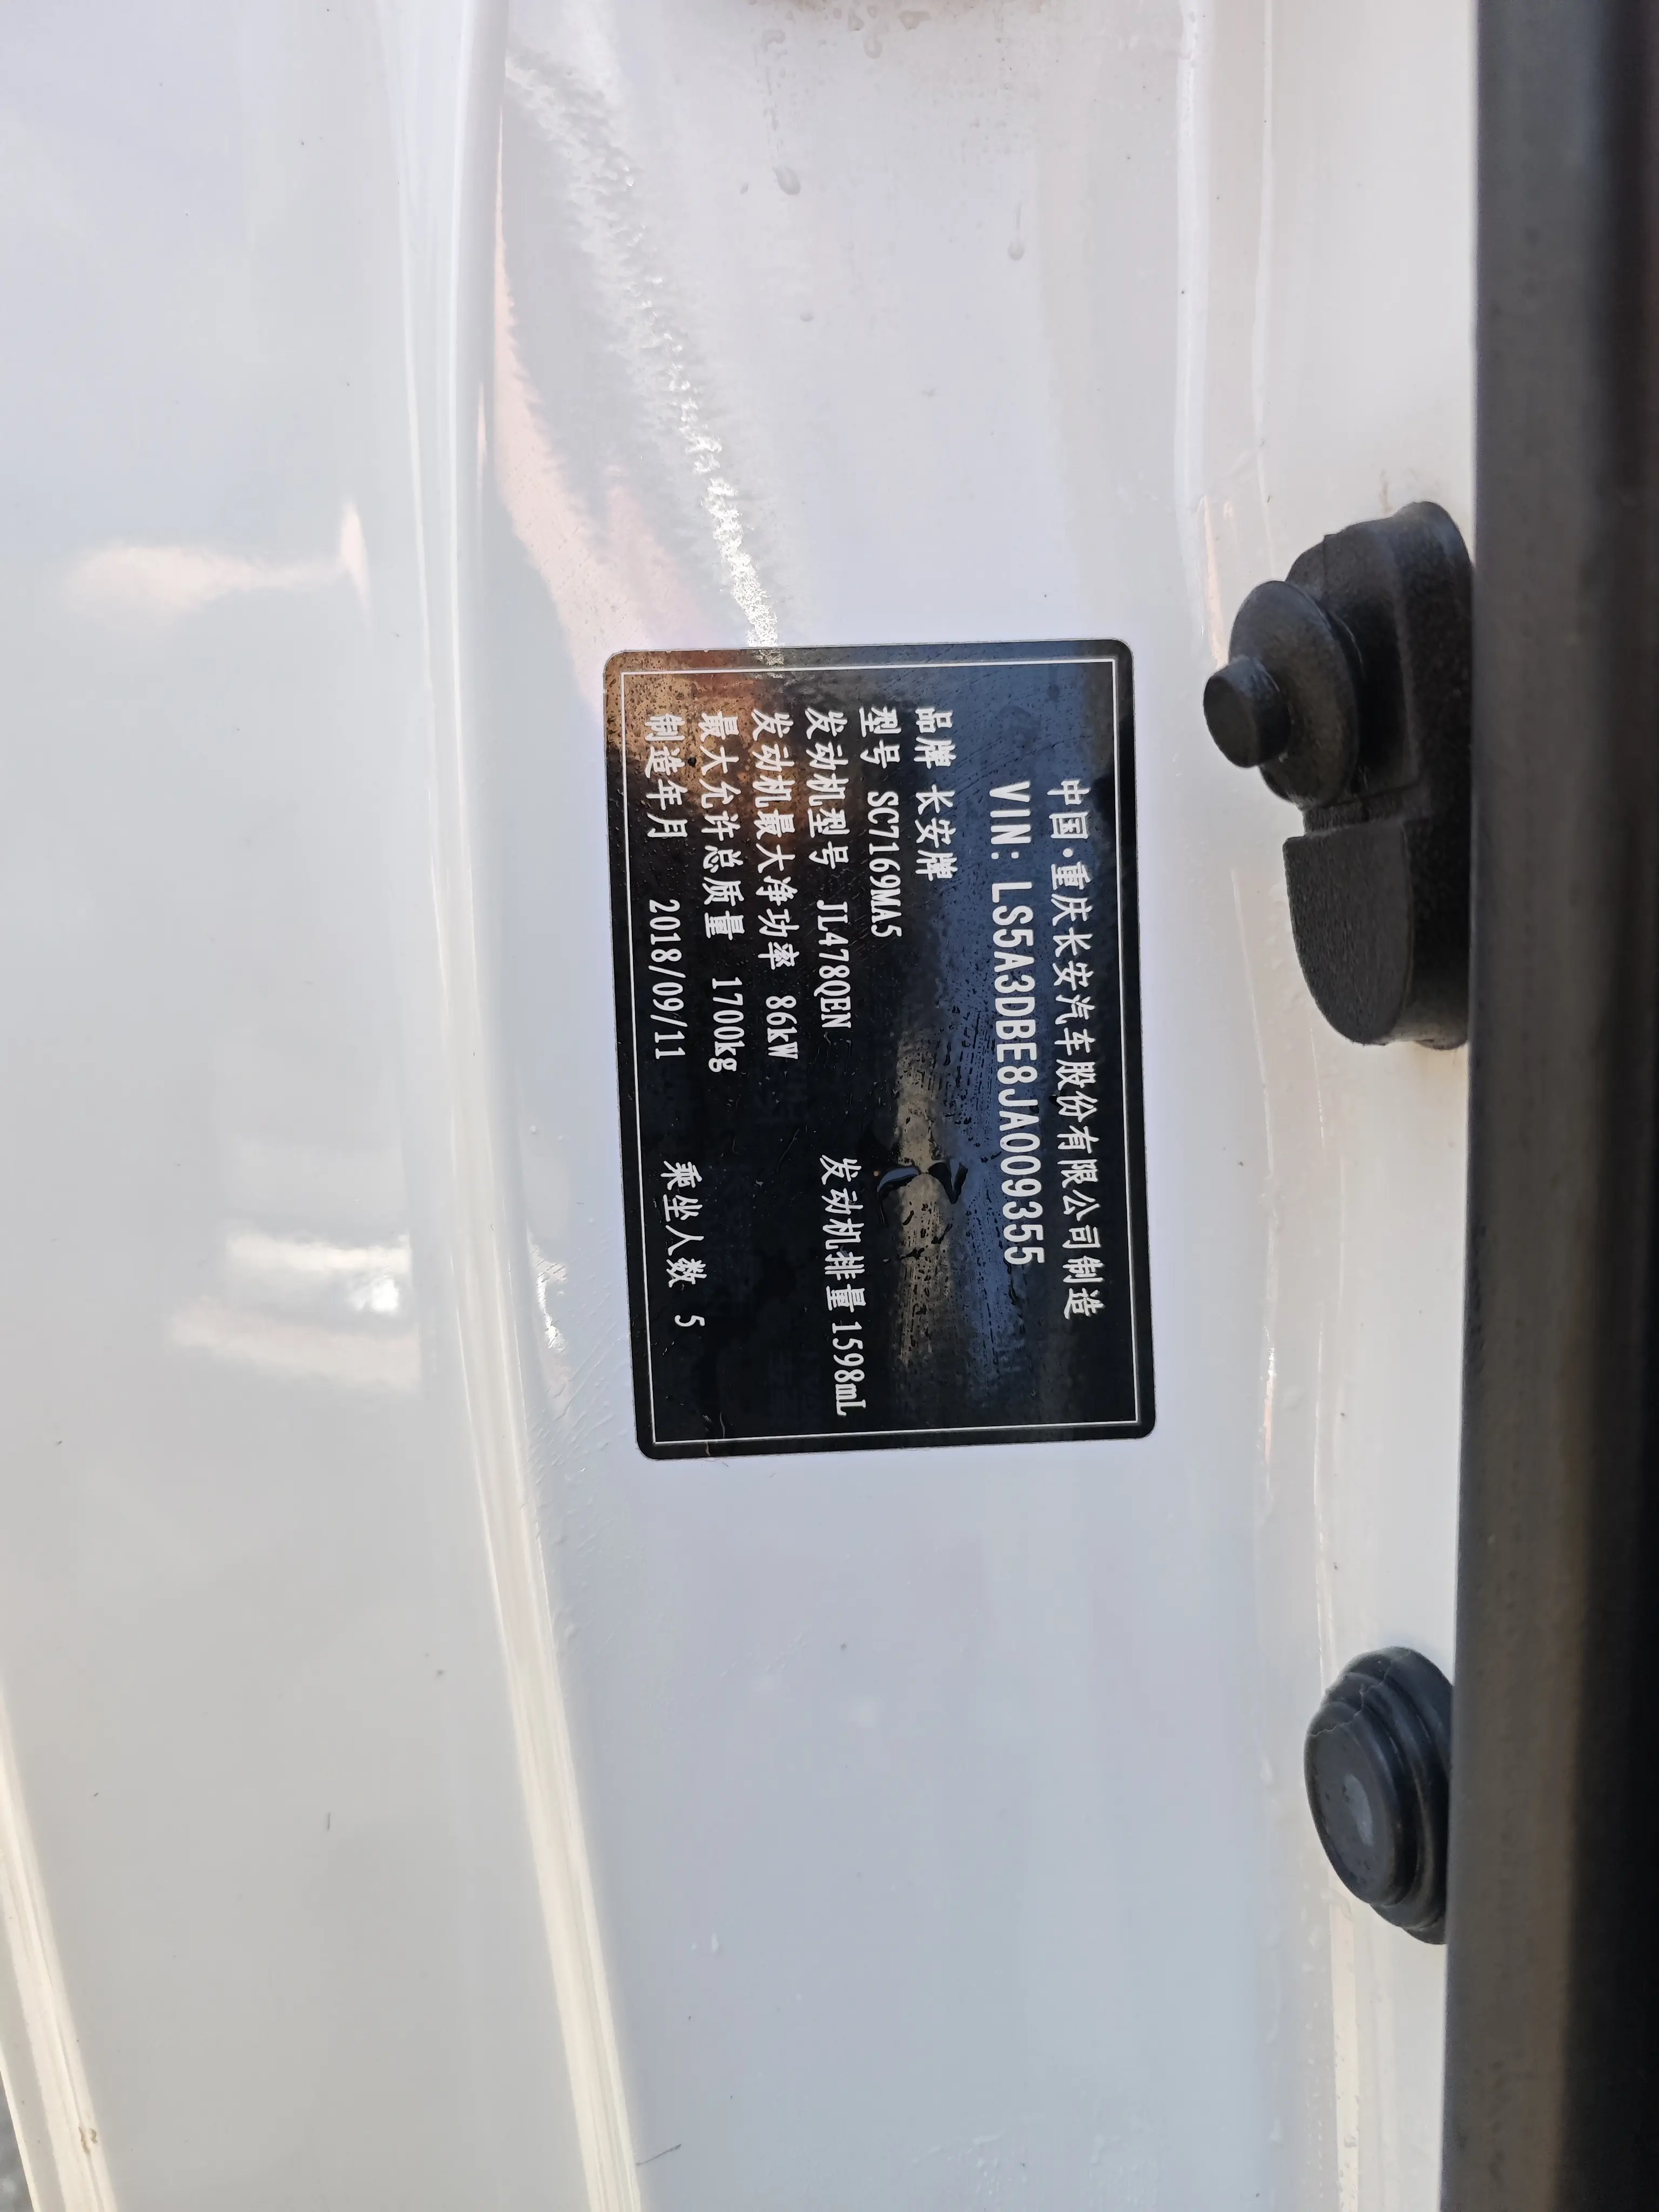 中国·重庆长安汽车股份有限公司制造
VIN: LS5A3DBE8JA009355
品牌 长安牌
型号 SC7169MA5
发动机型号 JL478QEN 发动机排量 1598mL
发动机最大净功率 86kW
最大允许总质量 1700kg
制造年月 2018/09/11 乘坐人数 5